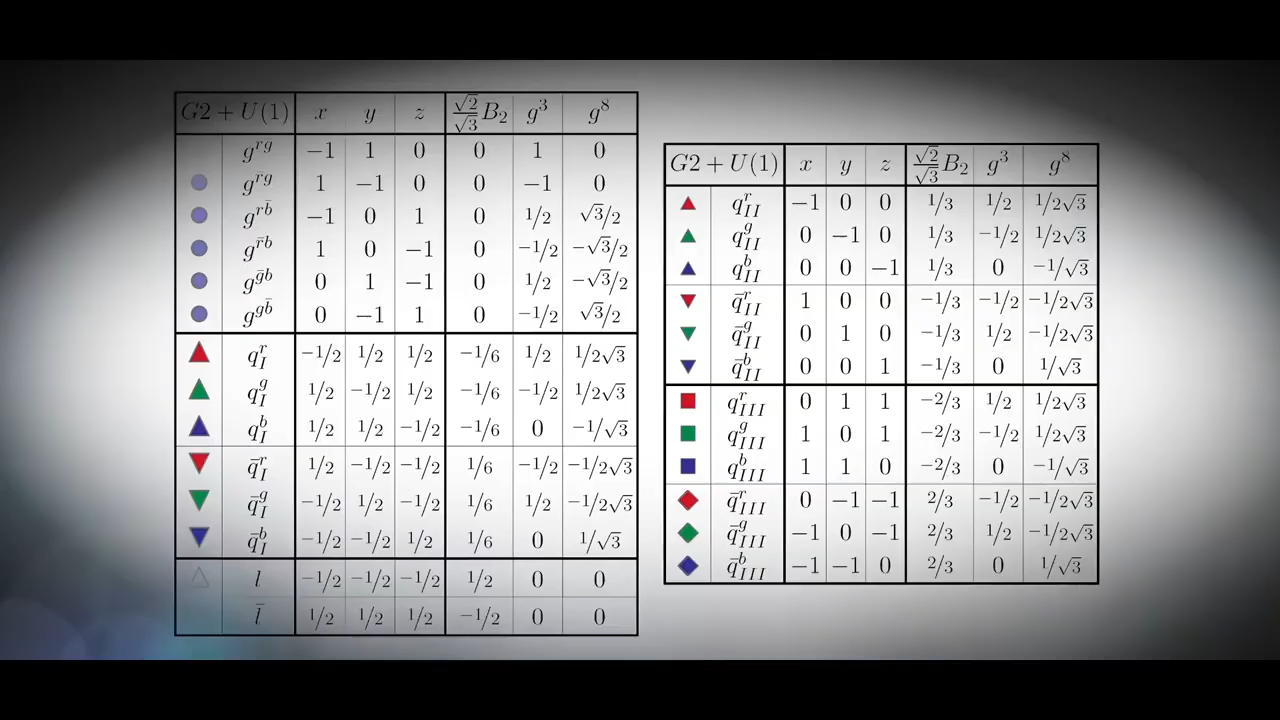 G2 + U(1) x y z √2/√3 B₂ g³ g⁸
g^{rḡ} −1 1 0 0 1 0
g^{r̄g} 1 −1 0 0 −1 0
g^{rb̄} −1 0 1 0 1/2 √3/2
g^{r̄b} 1 0 −1 0 −1/2 −√3/2
g^{ḡb} 0 1 −1 0 1/2 −√3/2
g^{gb̄} 0 −1 1 0 −1/2 √3/2
q_I^r −1/2 1/2 1/2 −1/6 1/2 1/2√3
q_I^g 1/2 −1/2 1/2 −1/6 −1/2 1/2√3
q_I^b 1/2 1/2 −1/2 −1/6 0 −1/√3
q̄_I^r 1/2 −1/2 −1/2 1/6 −1/2 −1/2√3
q̄_I^g −1/2 1/2 −1/2 1/6 1/2 −1/2√3
q̄_I^b −1/2 −1/2 1/2 1/6 0 1/√3
l −1/2 −1/2 −1/2 1/2 0 0
l̄ 1/2 1/2 1/2 −1/2 0 0
G2 + U(1) x y z √2/√3 B₂ g³ g⁸
q_II^r −1 0 0 1/3 1/2 1/2√3
q_II^g 0 −1 0 1/3 −1/2 1/2√3
q_II^b 0 0 −1 1/3 0 −1/√3
q̄_II^r 1 0 0 −1/3 −1/2 −1/2√3
q̄_II^g 0 1 0 −1/3 1/2 −1/2√3
q̄_II^b 0 0 1 −1/3 0 1/√3
q_III^r 0 1 1 −2/3 1/2 1/2√3
q_III^g 1 0 1 −2/3 −1/2 1/2√3
q_III^b 1 1 0 −2/3 0 −1/√3
q̄_III^r 0 −1 −1 2/3 −1/2 −1/2√3
q̄_III^g −1 0 −1 2/3 1/2 −1/2√3
q̄_III^b −1 −1 0 2/3 0 1/√3